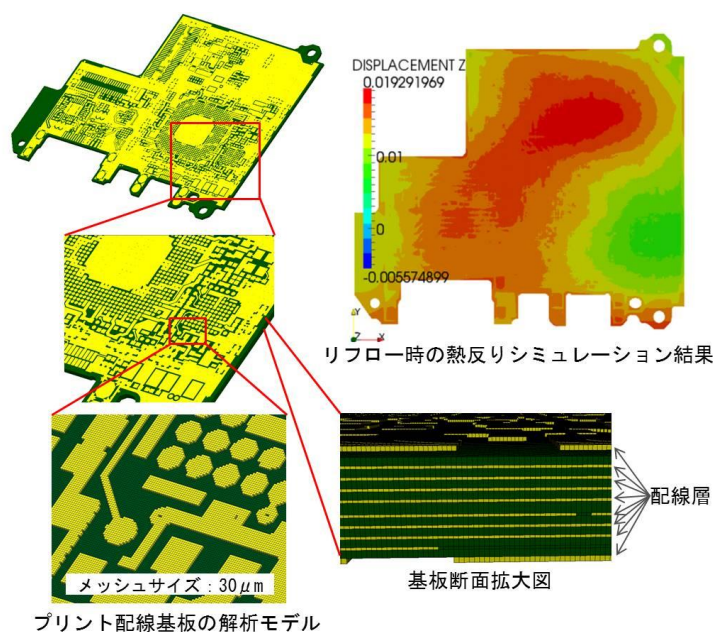 DISPLACEMENT Z
0.019291969
0.01
0
-0.005574899
Y
Z
X
リフロー時の熱反りシミュレーション結果
配線層
メッシュサイズ：30μm
基板断面拡大図
プリント配線基板の解析モデル